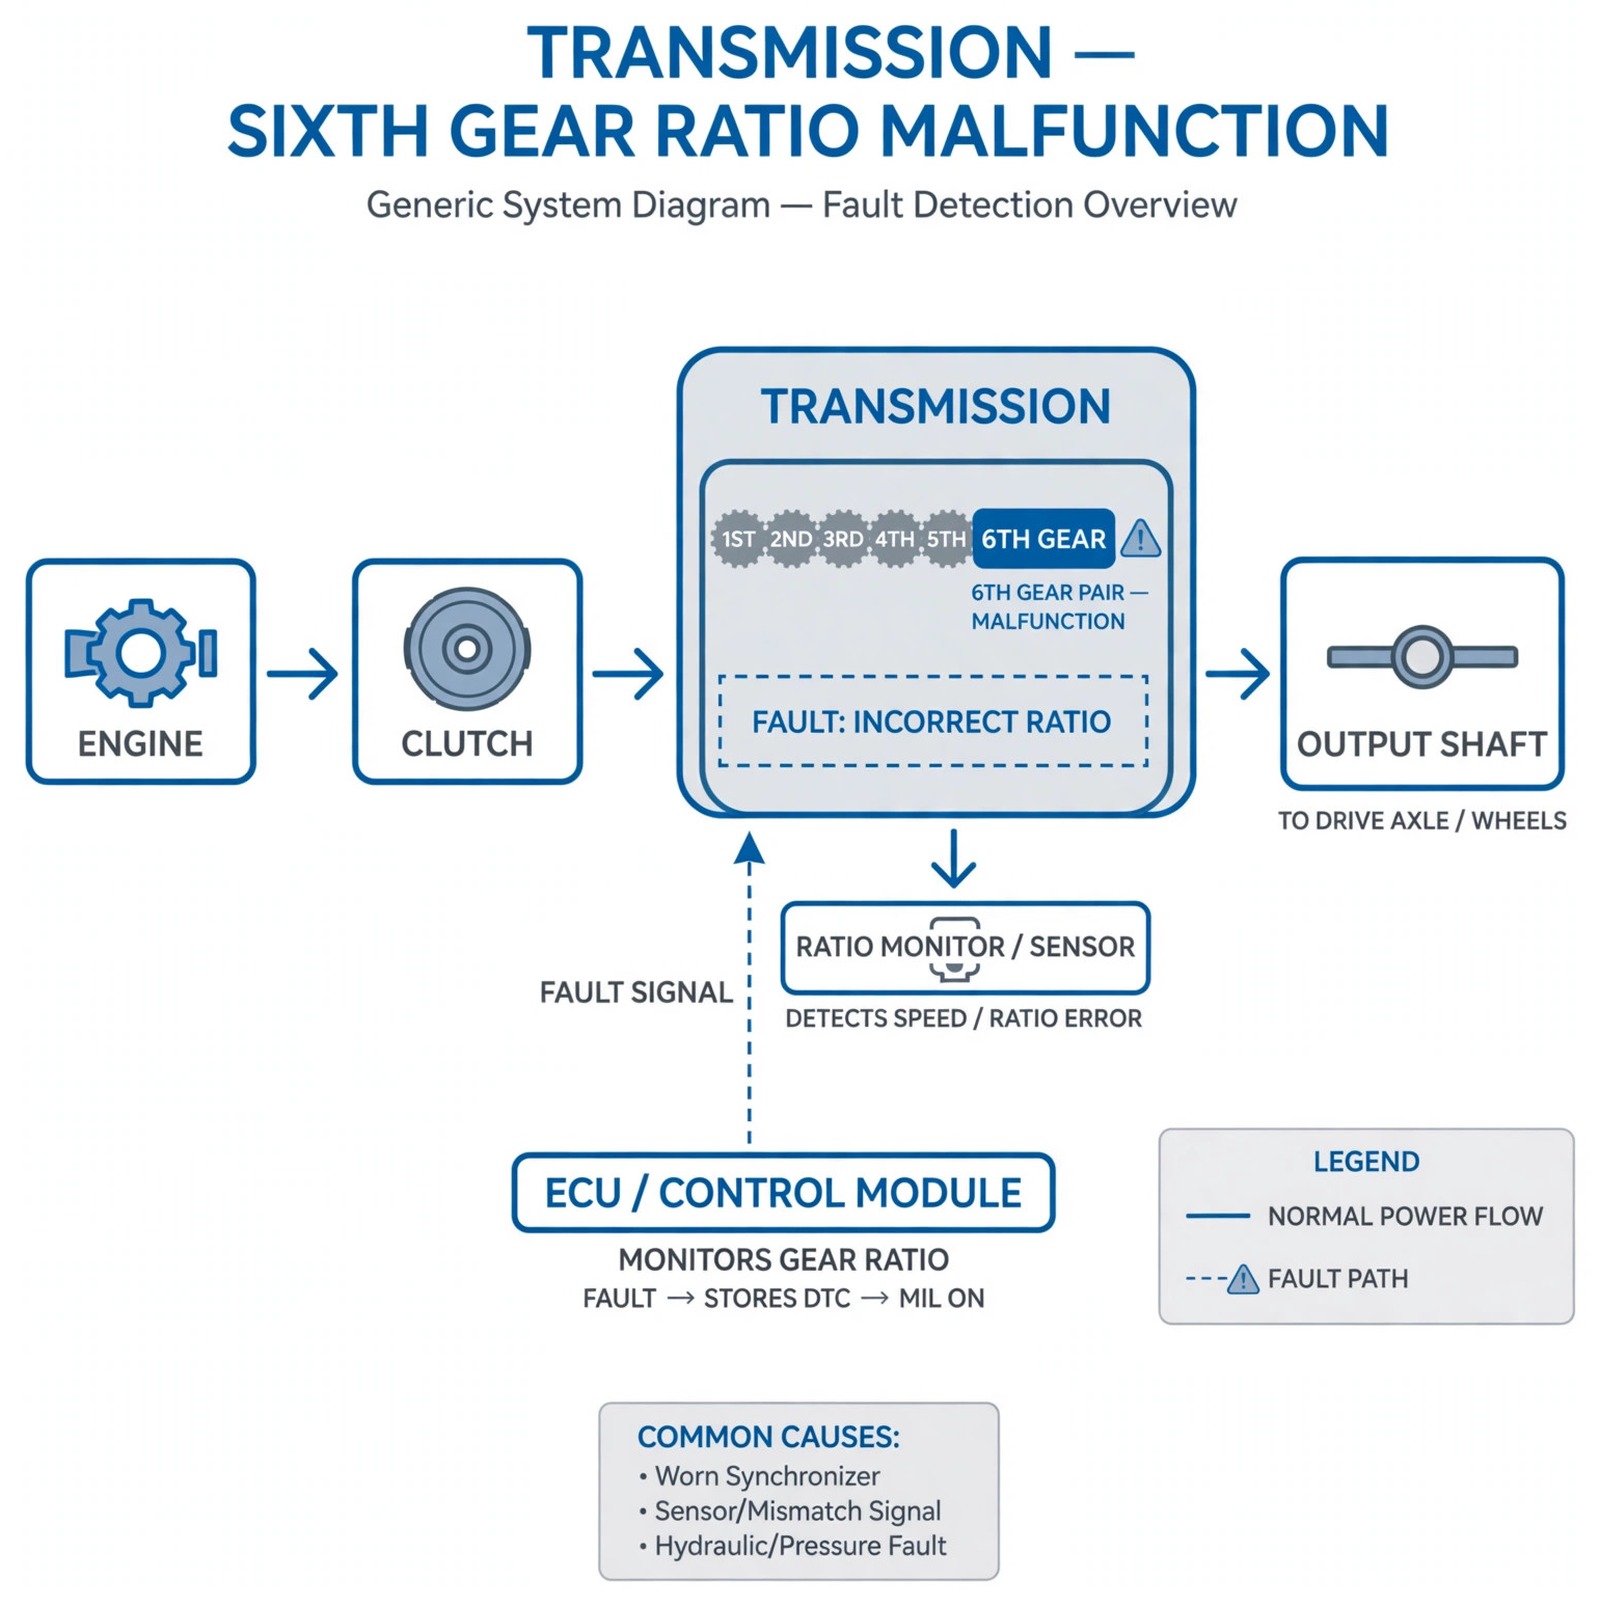 TRANSMISSION —
SIXTH GEAR RATIO MALFUNCTION
Generic System Diagram — Fault Detection Overview
TRANSMISSION
1ST 2ND 3RD 4TH 5TH 6TH GEAR
6TH GEAR PAIR —
MALFUNCTION
FAULT: INCORRECT RATIO
ENGINE
CLUTCH
OUTPUT SHAFT
TO DRIVE AXLE / WHEELS
RATIO MONITOR / SENSOR
DETECTS SPEED / RATIO ERROR
FAULT SIGNAL
ECU / CONTROL MODULE
MONITORS GEAR RATIO
FAULT → STORES DTC → MIL ON
LEGEND
NORMAL POWER FLOW
FAULT PATH
COMMON CAUSES:
• Worn Synchronizer
• Sensor/Mismatch Signal
• Hydraulic/Pressure Fault